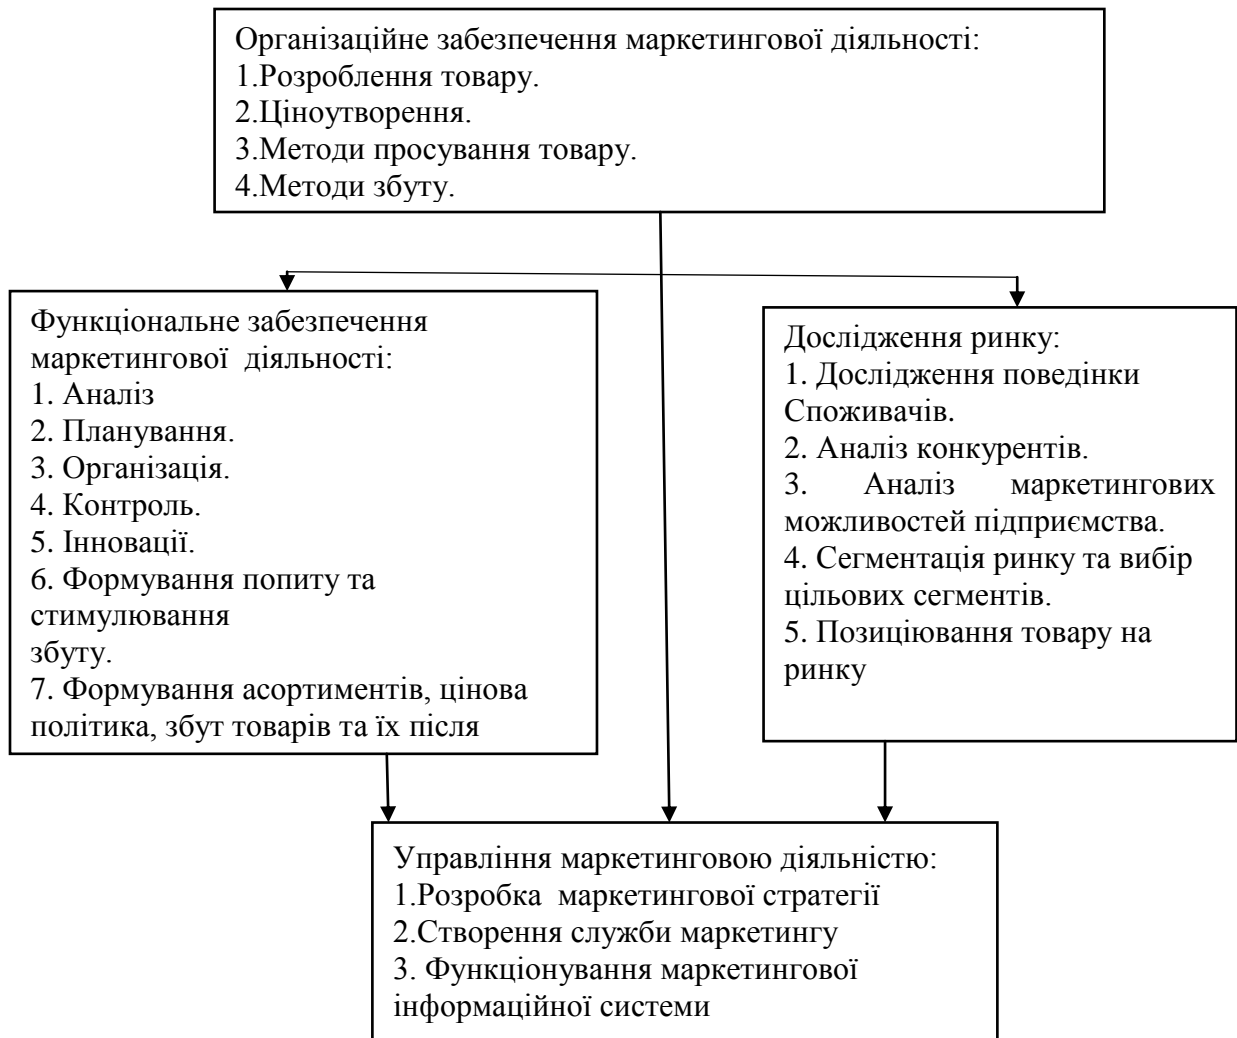 Організаційне забезпечення маркетингової діяльності:
1.Розроблення товару.
2.Ціноутворення.
3.Методи просування товару.
4.Методи збуту.
Функціональне забезпечення
маркетингової діяльності:
1. Аналіз
2. Планування.
3. Організація.
4. Контроль.
5. Інновації.
6. Формування попиту та
стимулювання
збуту.
7. Формування асортиментів, цінова
політика, збут товарів та їх після
Дослідження ринку:
1. Дослідження поведінки
Споживачів.
2. Аналіз конкурентів.
3. Аналіз маркетингових
можливостей підприємства.
4. Сегментація ринку та вибір
цільових сегментів.
5. Позиціювання товару на
ринку
Управління маркетинговою діяльністю:
1.Розробка маркетингової стратегії
2.Створення служби маркетингу
3. Функціонування маркетингової
інформаційної системи